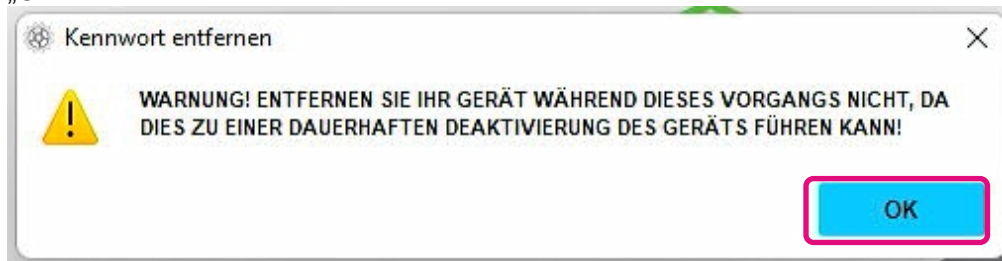 Kennwort entfernen
WARNUNG! ENTFERNEN SIE IHR GERÄT WÄHREND DIESES VORGANGS NICHT, DA
DIES ZU EINER DAUERHAFTEN DEAKTIVIERUNG DES GERÄTS FÜHREN KANN!
OK